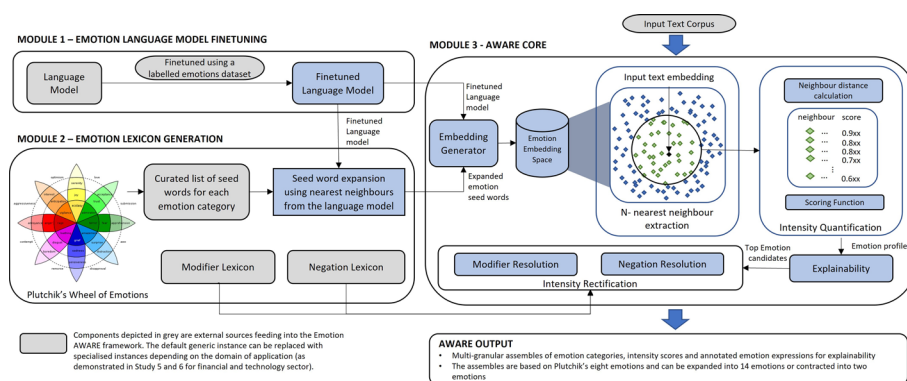 Input Text Corpus
MODULE 1 – EMOTION LANGUAGE MODEL FINETUNING
Language
Model
Finetuned using a
labelled emotions dataset
Finetuned
Language Model
Finetuned
Language
model
MODULE 2 – EMOTION LEXICON GENERATION
Plutchik's Wheel of Emotions
Curated list of seed
words for each
emotion category
Seed word expansion
using nearest neighbours
from the language model
Modifier Lexicon
Negation Lexicon
MODULE 3 - AWARE CORE
Finetuned
Language
model
Embedding
Generator
Expanded
emotion
seed words
Emotion
Embedding
Space
Input text embedding
N- nearest neighbour
extraction
Neighbour distance
calculation
neighbour score
... 0.9xx
... 0.8xx
... 0.8xx
... 0.7xx
⋮
... 0.6xx
Scoring Function
Intensity Quantification
Emotion profile
Top Emotion
candidates
Explainability
Modifier Resolution
Negation Resolution
Intensity Rectification
Components depicted in grey are external sources feeding into the Emotion
AWARE framework. The default generic instance can be replaced with
specialised instances depending on the domain of application (as
demonstrated in Study 5 and 6 for financial and technology sector).
AWARE OUTPUT
• Multi-granular assembles of emotion categories, intensity scores and annotated emotion expressions for explainability
• The assembles are based on Plutchik's eight emotions and can be expanded into 14 emotions or contracted into two
emotions